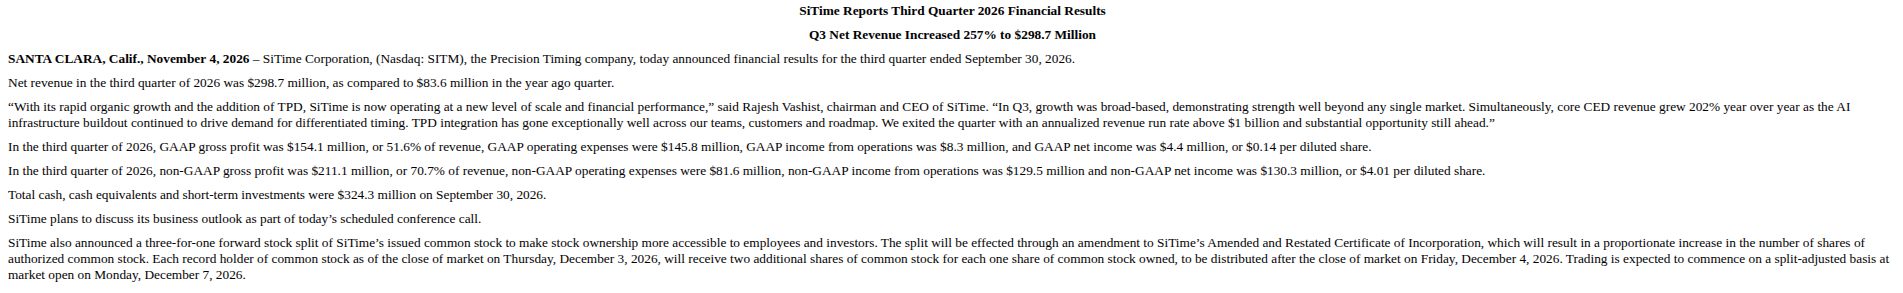 SiTime Reports Third Quarter 2026 Financial Results
Q3 Net Revenue Increased 257% to $298.7 Million
SANTA CLARA, Calif., November 4, 2026 – SiTime Corporation, (Nasdaq: SITM), the Precision Timing company, today announced financial results for the third quarter ended September 30, 2026.
Net revenue in the third quarter of 2026 was $298.7 million, as compared to $83.6 million in the year ago quarter.
“With its rapid organic growth and the addition of TPD, SiTime is now operating at a new level of scale and financial performance,” said Rajesh Vashist, chairman and CEO of SiTime. “In Q3, growth was broad-based, demonstrating strength well beyond any single market. Simultaneously, core CED revenue grew 202% year over year as the AI
infrastructure buildout continued to drive demand for differentiated timing. TPD integration has gone exceptionally well across our teams, customers and roadmap. We exited the quarter with an annualized revenue run rate above $1 billion and substantial opportunity still ahead.”
In the third quarter of 2026, GAAP gross profit was $154.1 million, or 51.6% of revenue, GAAP operating expenses were $145.8 million, GAAP income from operations was $8.3 million, and GAAP net income was $4.4 million, or $0.14 per diluted share.
In the third quarter of 2026, non-GAAP gross profit was $211.1 million, or 70.7% of revenue, non-GAAP operating expenses were $81.6 million, non-GAAP income from operations was $129.5 million and non-GAAP net income was $130.3 million, or $4.01 per diluted share.
Total cash, cash equivalents and short-term investments were $324.3 million on September 30, 2026.
SiTime plans to discuss its business outlook as part of today’s scheduled conference call.
SiTime also announced a three-for-one forward stock split of SiTime’s issued common stock to make stock ownership more accessible to employees and investors. The split will be effected through an amendment to SiTime’s Amended and Restated Certificate of Incorporation, which will result in a proportionate increase in the number of shares of
authorized common stock. Each record holder of common stock as of the close of market on Thursday, December 3, 2026, will receive two additional shares of common stock for each one share of common stock owned, to be distributed after the close of market on Friday, December 4, 2026. Trading is expected to commence on a split-adjusted basis at
market open on Monday, December 7, 2026.